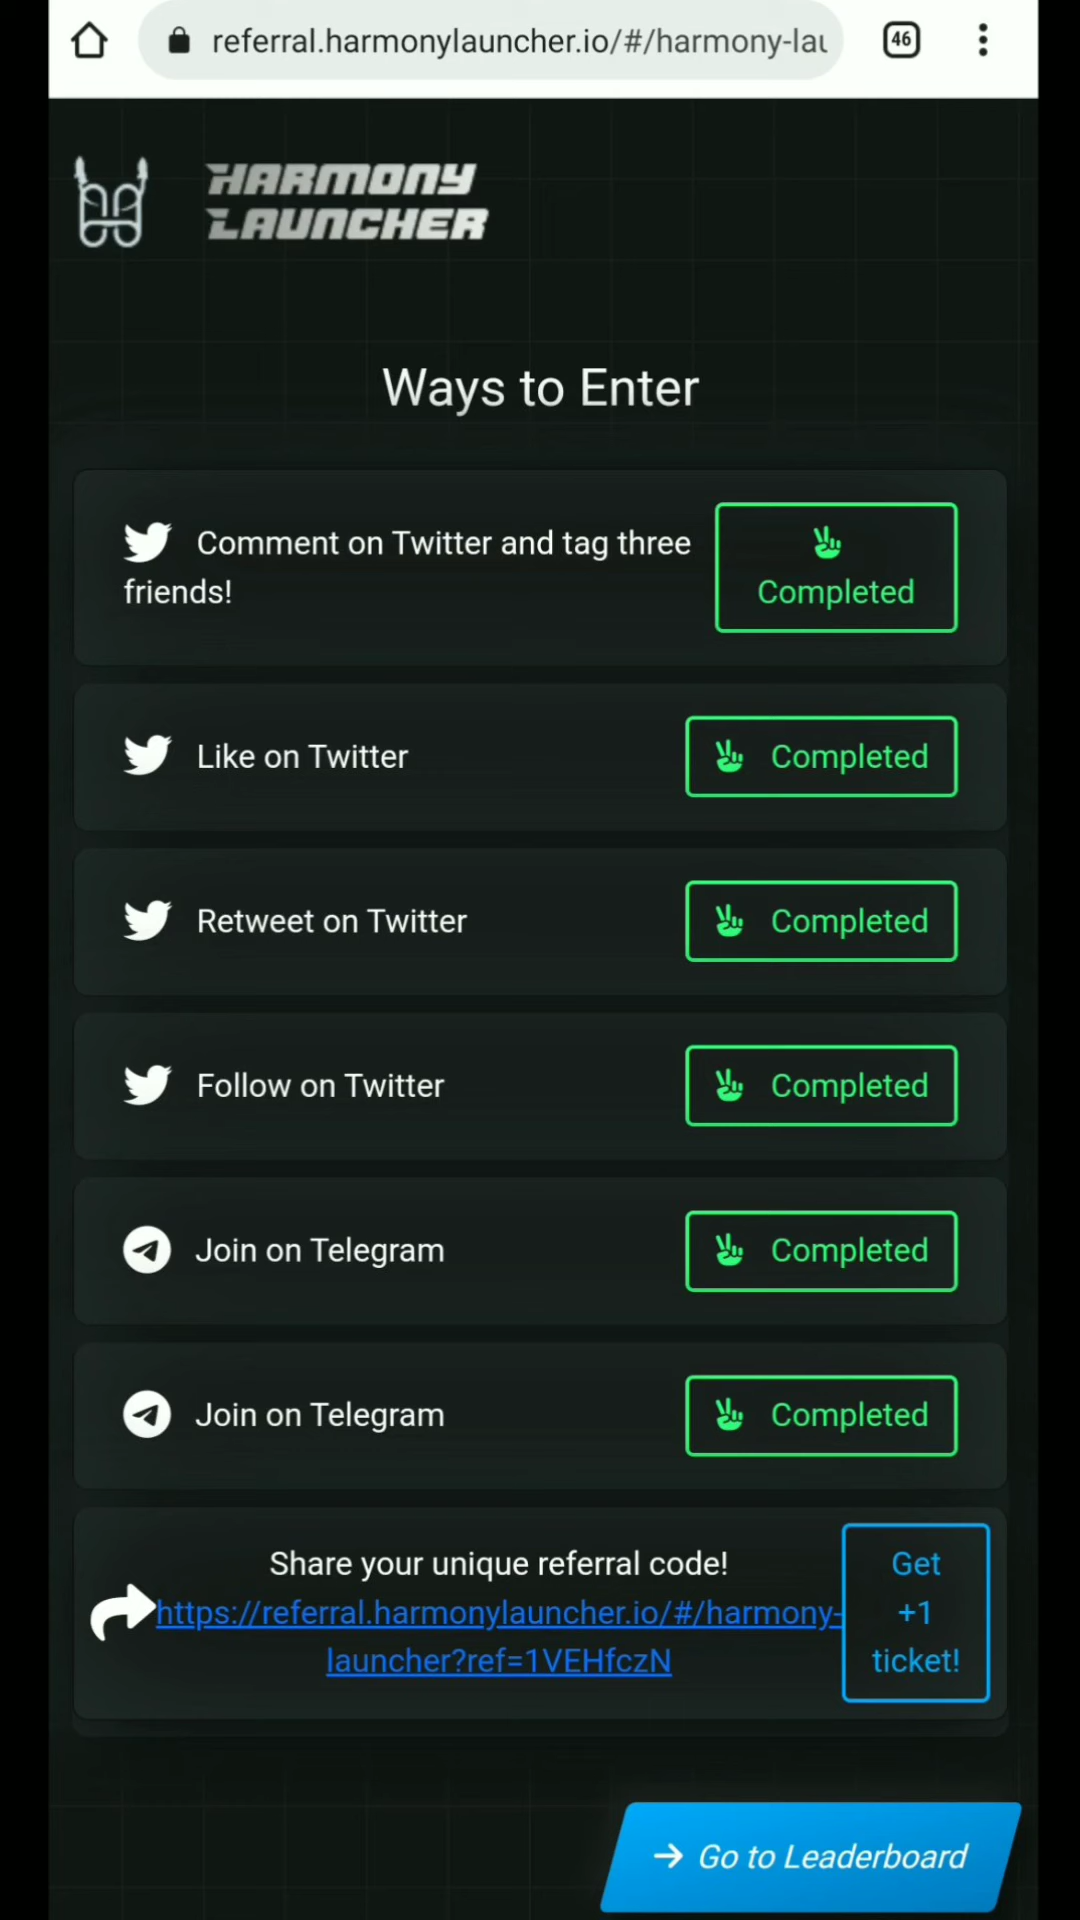 referral.harmonylauncher.io/#/harmony-lau
46
HARMONY
LAUNCHER
Ways to Enter
Comment on Twitter and tag three
friends!
Completed
Like on Twitter
Completed
Retweet on Twitter
Completed
Follow on Twitter
Completed
Join on Telegram
Completed
Join on Telegram
Completed
Share your unique referral code!
https://referral.harmonylauncher.io/#/harmony-
launcher?ref=1VEHfczN
Get
+1
ticket!
Go to Leaderboard